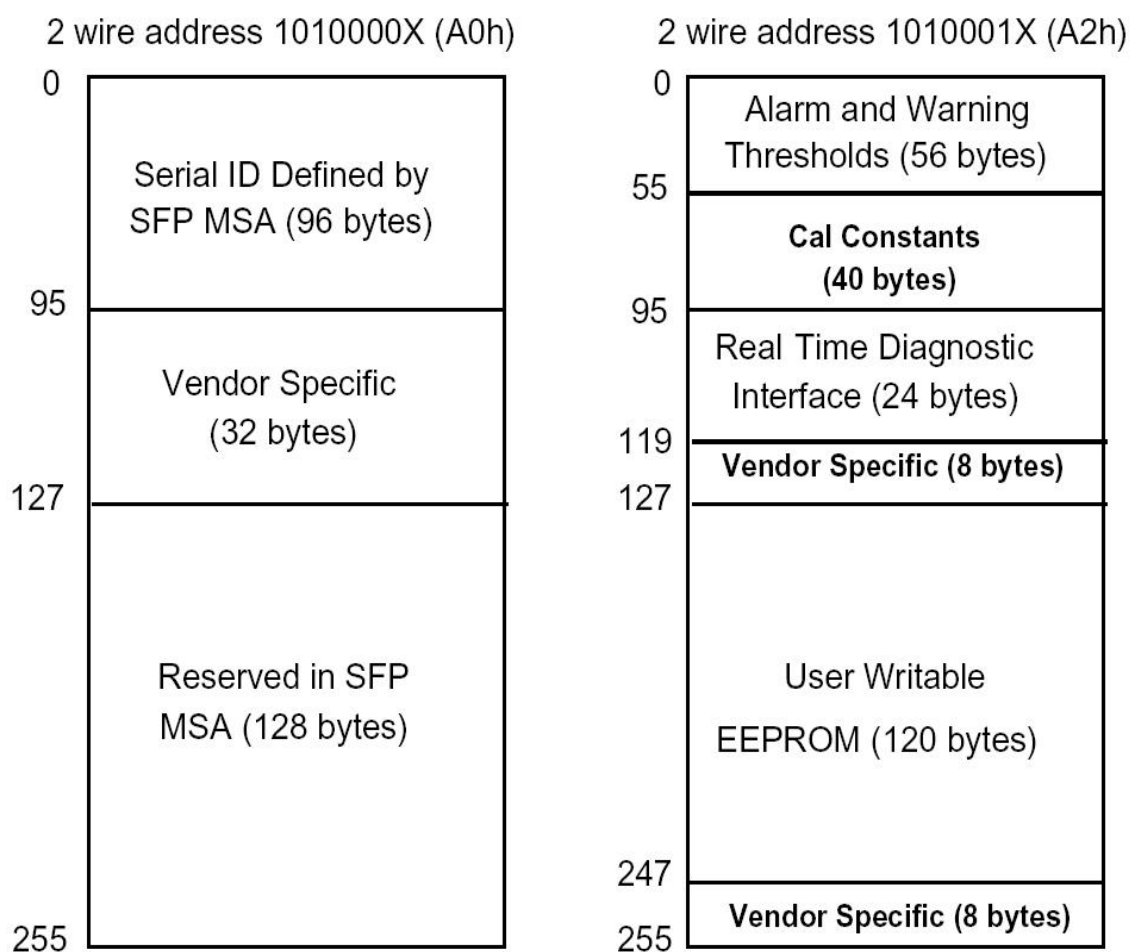 2 wire address 1010000X (A0h)
0
Serial ID Defined by
SFP MSA (96 bytes)
95
Vendor Specific
(32 bytes)
127
Reserved in SFP
MSA (128 bytes)
255
2 wire address 1010001X (A2h)
0
Alarm and Warning
Thresholds (56 bytes)
55
Cal Constants
(40 bytes)
95
Real Time Diagnostic
Interface (24 bytes)
119
Vendor Specific (8 bytes)
127
User Writable
EEPROM (120 bytes)
247
Vendor Specific (8 bytes)
255